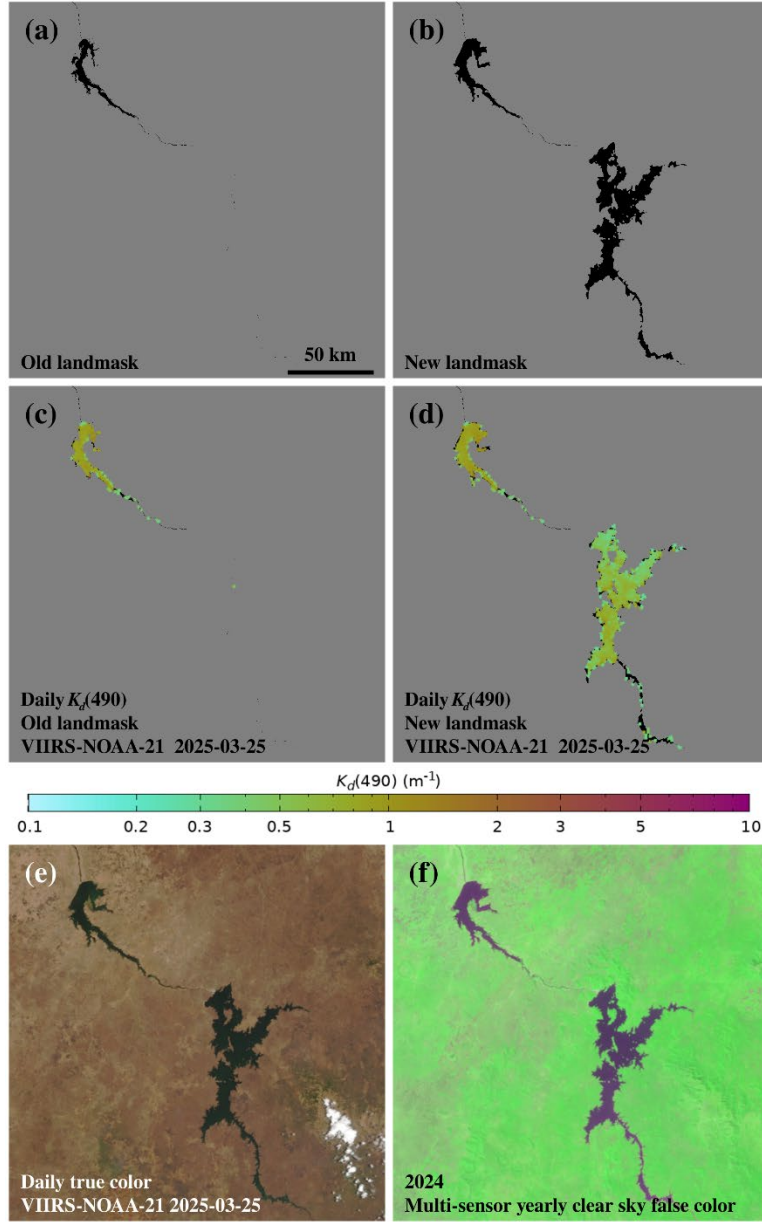 (a)
Old landmask
50 km
(b)
New landmask
(c)
Daily K_d(490)
Old landmask
VIIRS-NOAA-21 2025-03-25
(d)
Daily K_d(490)
New landmask
VIIRS-NOAA-21 2025-03-25
K_d(490) (m⁻¹)
0.1 0.2 0.3 0.5 1 2 3 5 10
(e)
Daily true color
VIIRS-NOAA-21 2025-03-25
(f)
2024
Multi-sensor yearly clear sky false color